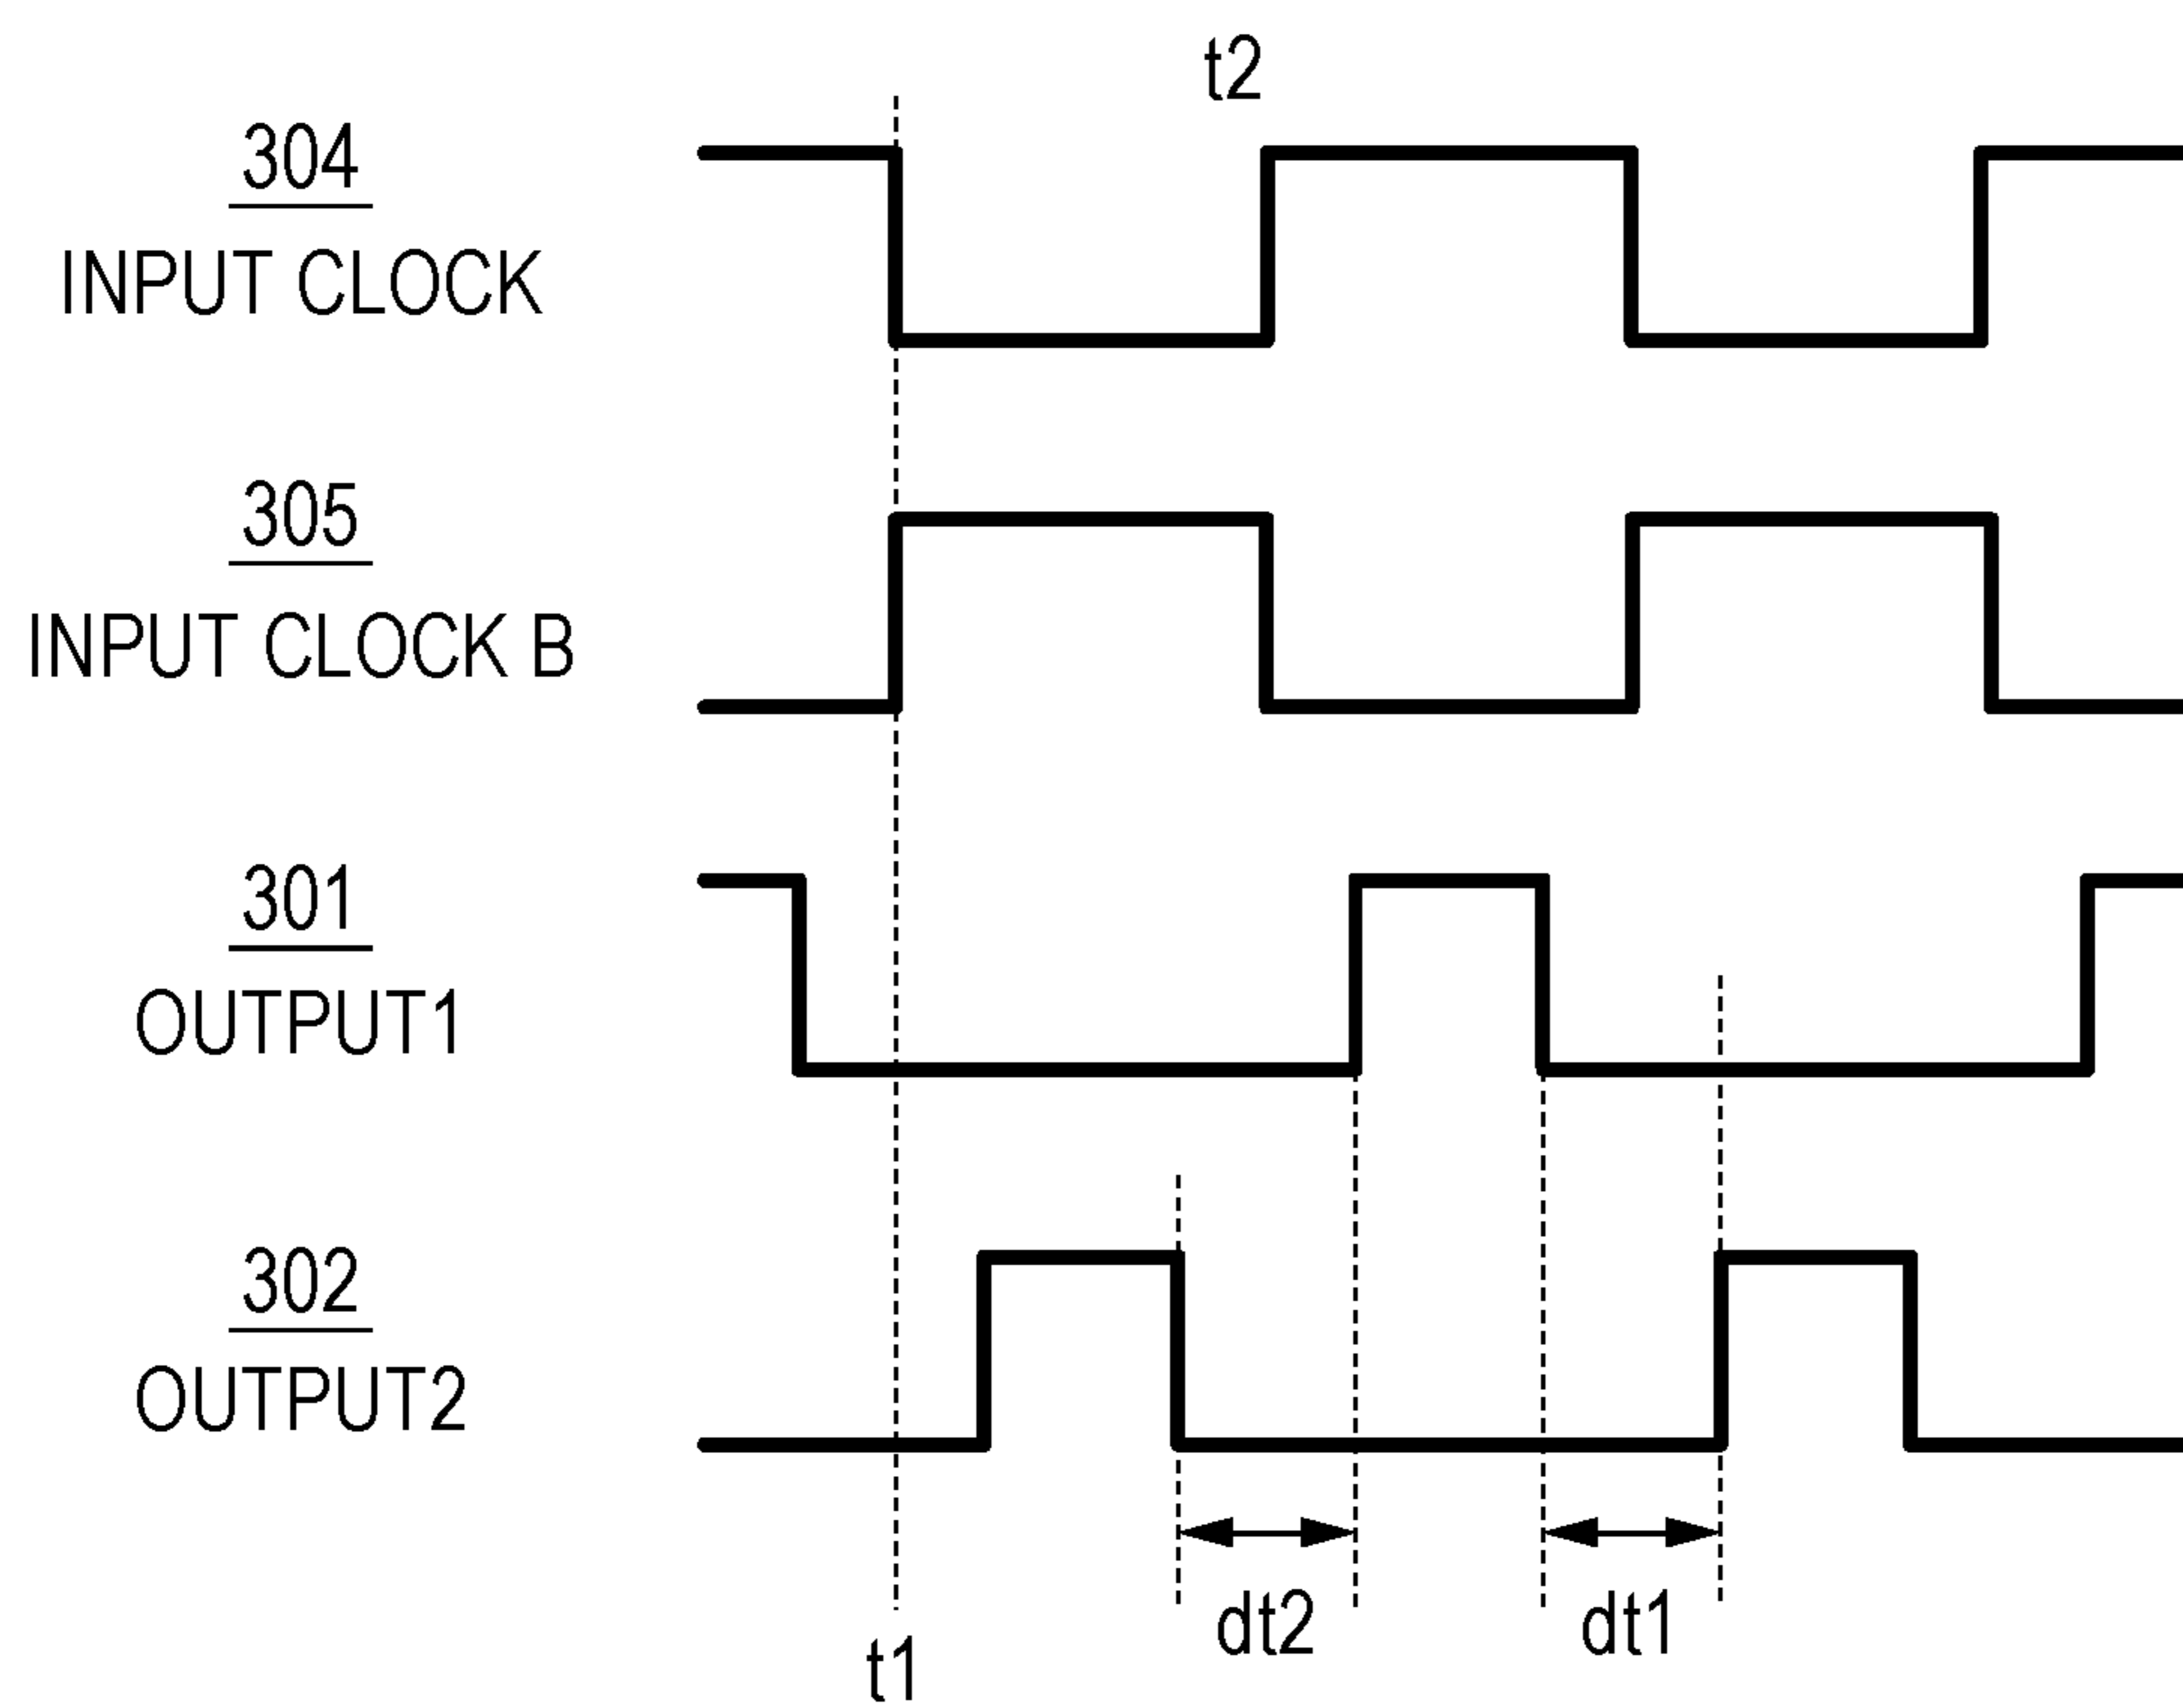 t2
304
INPUT CLOCK
305
INPUT CLOCK B
301
OUTPUT1
302
OUTPUT2
dt2
dt1
t1